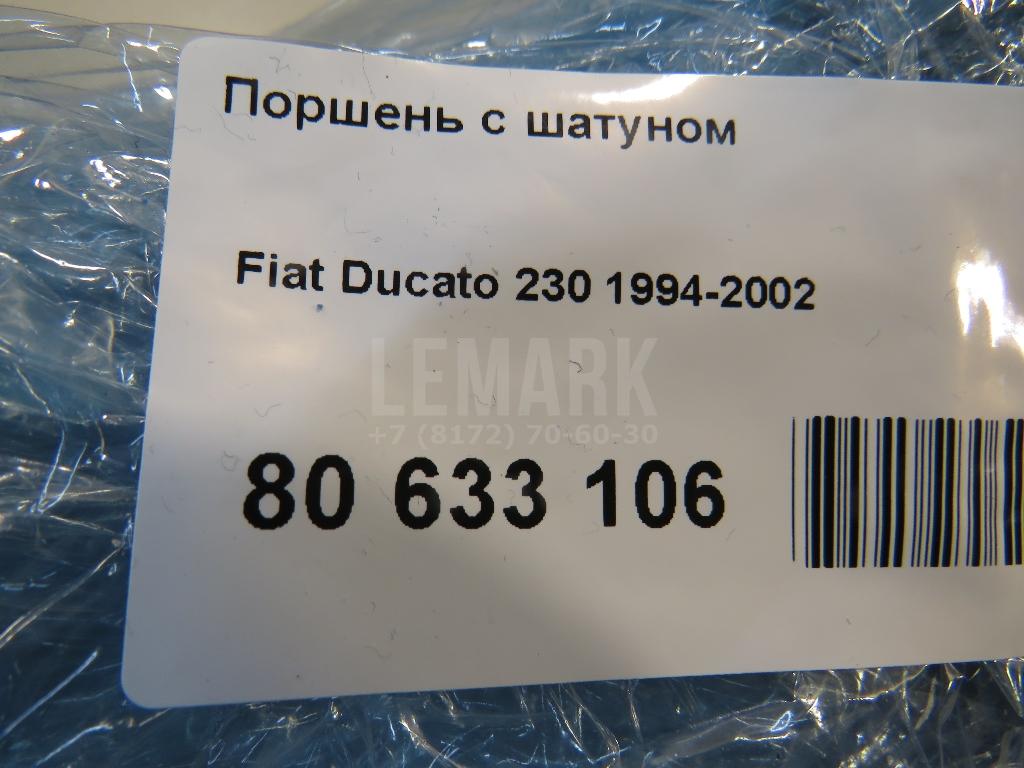 Поршень с шатуном
Fiat Ducato 230 1994-2002
LEMARK
+7 (8172) 70-60-30
80 633 106